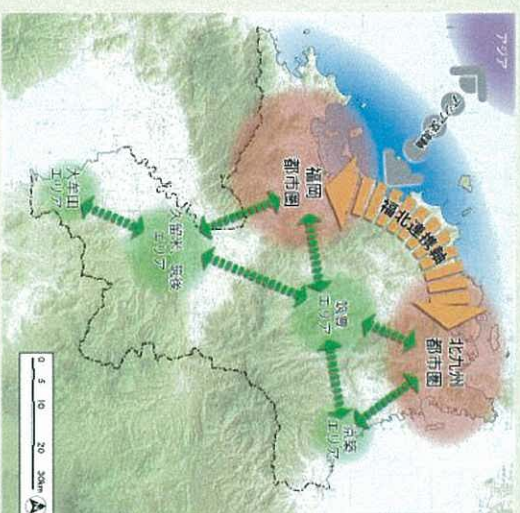 アジア
福北連携軸
北九州
都市圏
福岡
都市圏
筑豊
エリア
京築
エリア
久留米・筑後
エリア
大牟田
エリア
0 5 10 20 30km